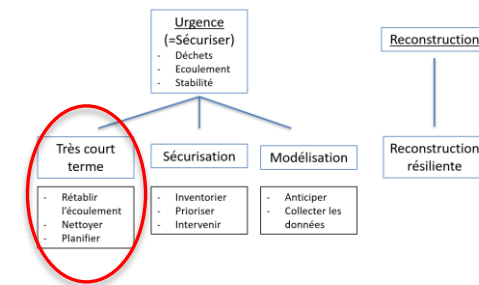 Urgence
(=Sécuriser)
- Déchets
- Ecoulement
- Stabilité
Reconstruction
Très court
terme
Sécurisation
Modélisation
Reconstruction
résiliente
- Rétablir
l'écoulement
- Nettoyer
- Planifier
- Inventorier
- Prioriser
- Intervenir
- Anticiper
- Collecter les
données